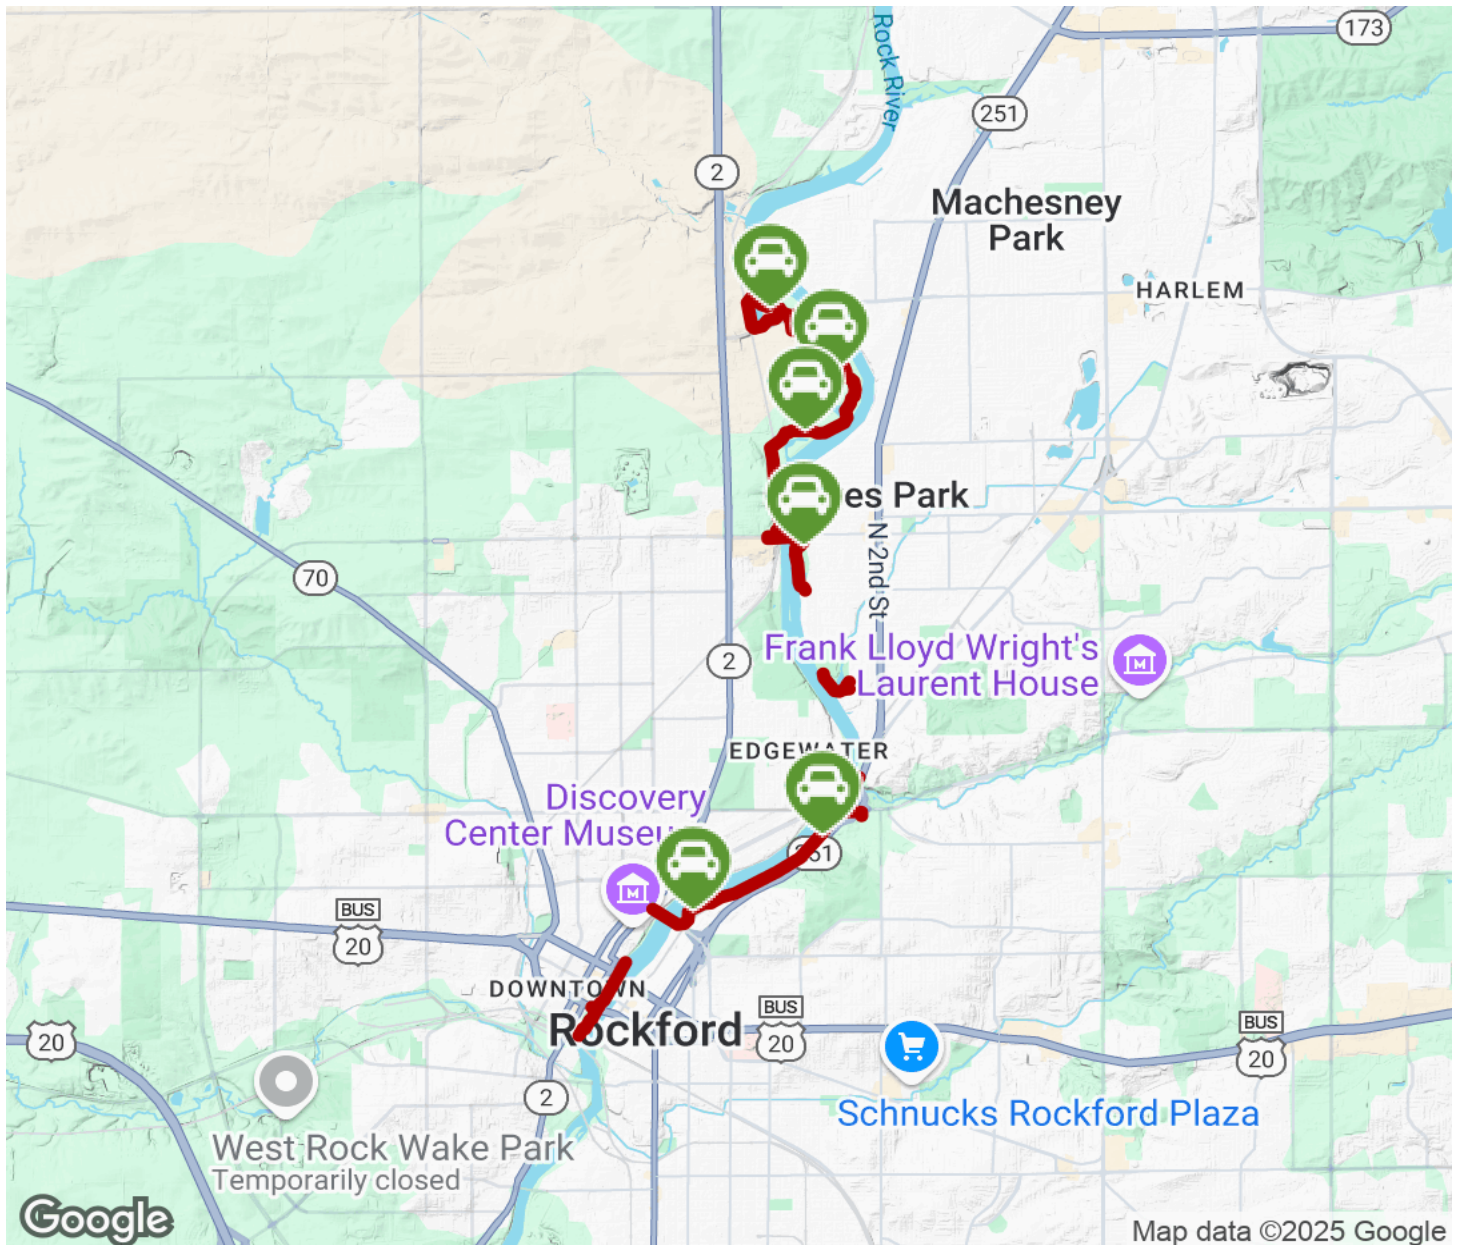 173
Rock River
251
2
Machesney
Park
HARLEM
es Park
N 2nd St
70
Frank Lloyd Wright's
Laurent House
2
EDGEWATER
Discovery
Center Museu
BUS
20
DOWNTOWN
Rockford
BUS
20
BUS
20
20
2
Schnucks Rockford Plaza
West Rock Wake Park
Temporarily closed
Google
Map data ©2025 Google